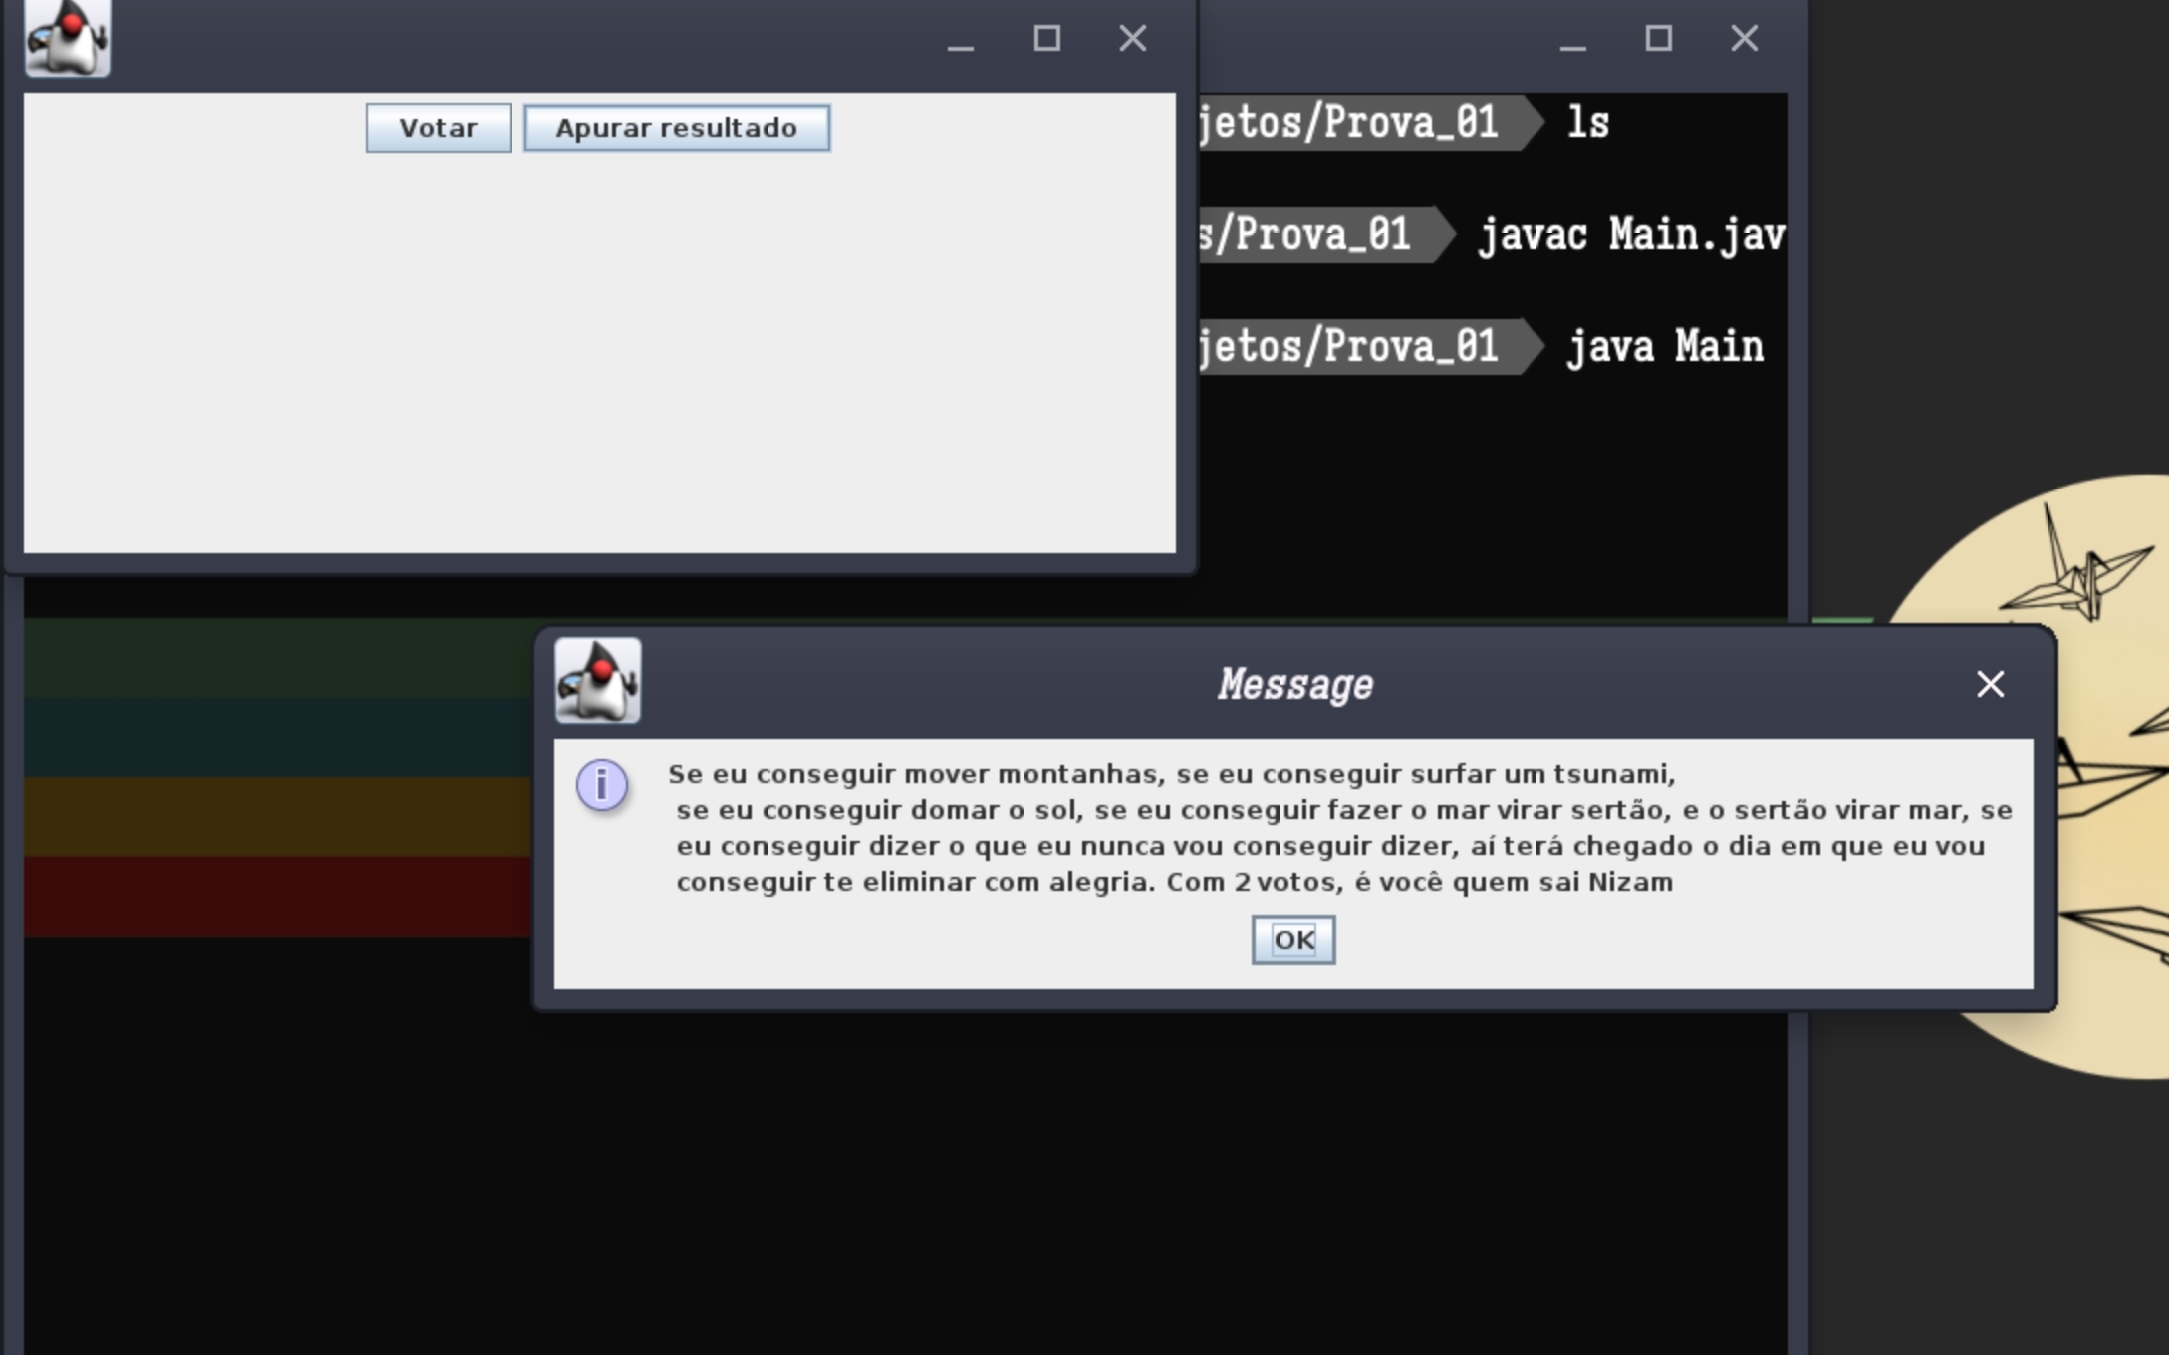 Votar
Apurar resultado
jetos/Prova_01 ls
s/Prova_01 javac Main.jav
jetos/Prova_01 java Main
Message
Se eu conseguir mover montanhas, se eu conseguir surfar um tsunami,
se eu conseguir domar o sol, se eu conseguir fazer o mar virar sertão, e o sertão virar mar, se
eu conseguir dizer o que eu nunca vou conseguir dizer, aí terá chegado o dia em que eu vou
conseguir te eliminar com alegria. Com 2 votos, é você quem sai Nizam
OK